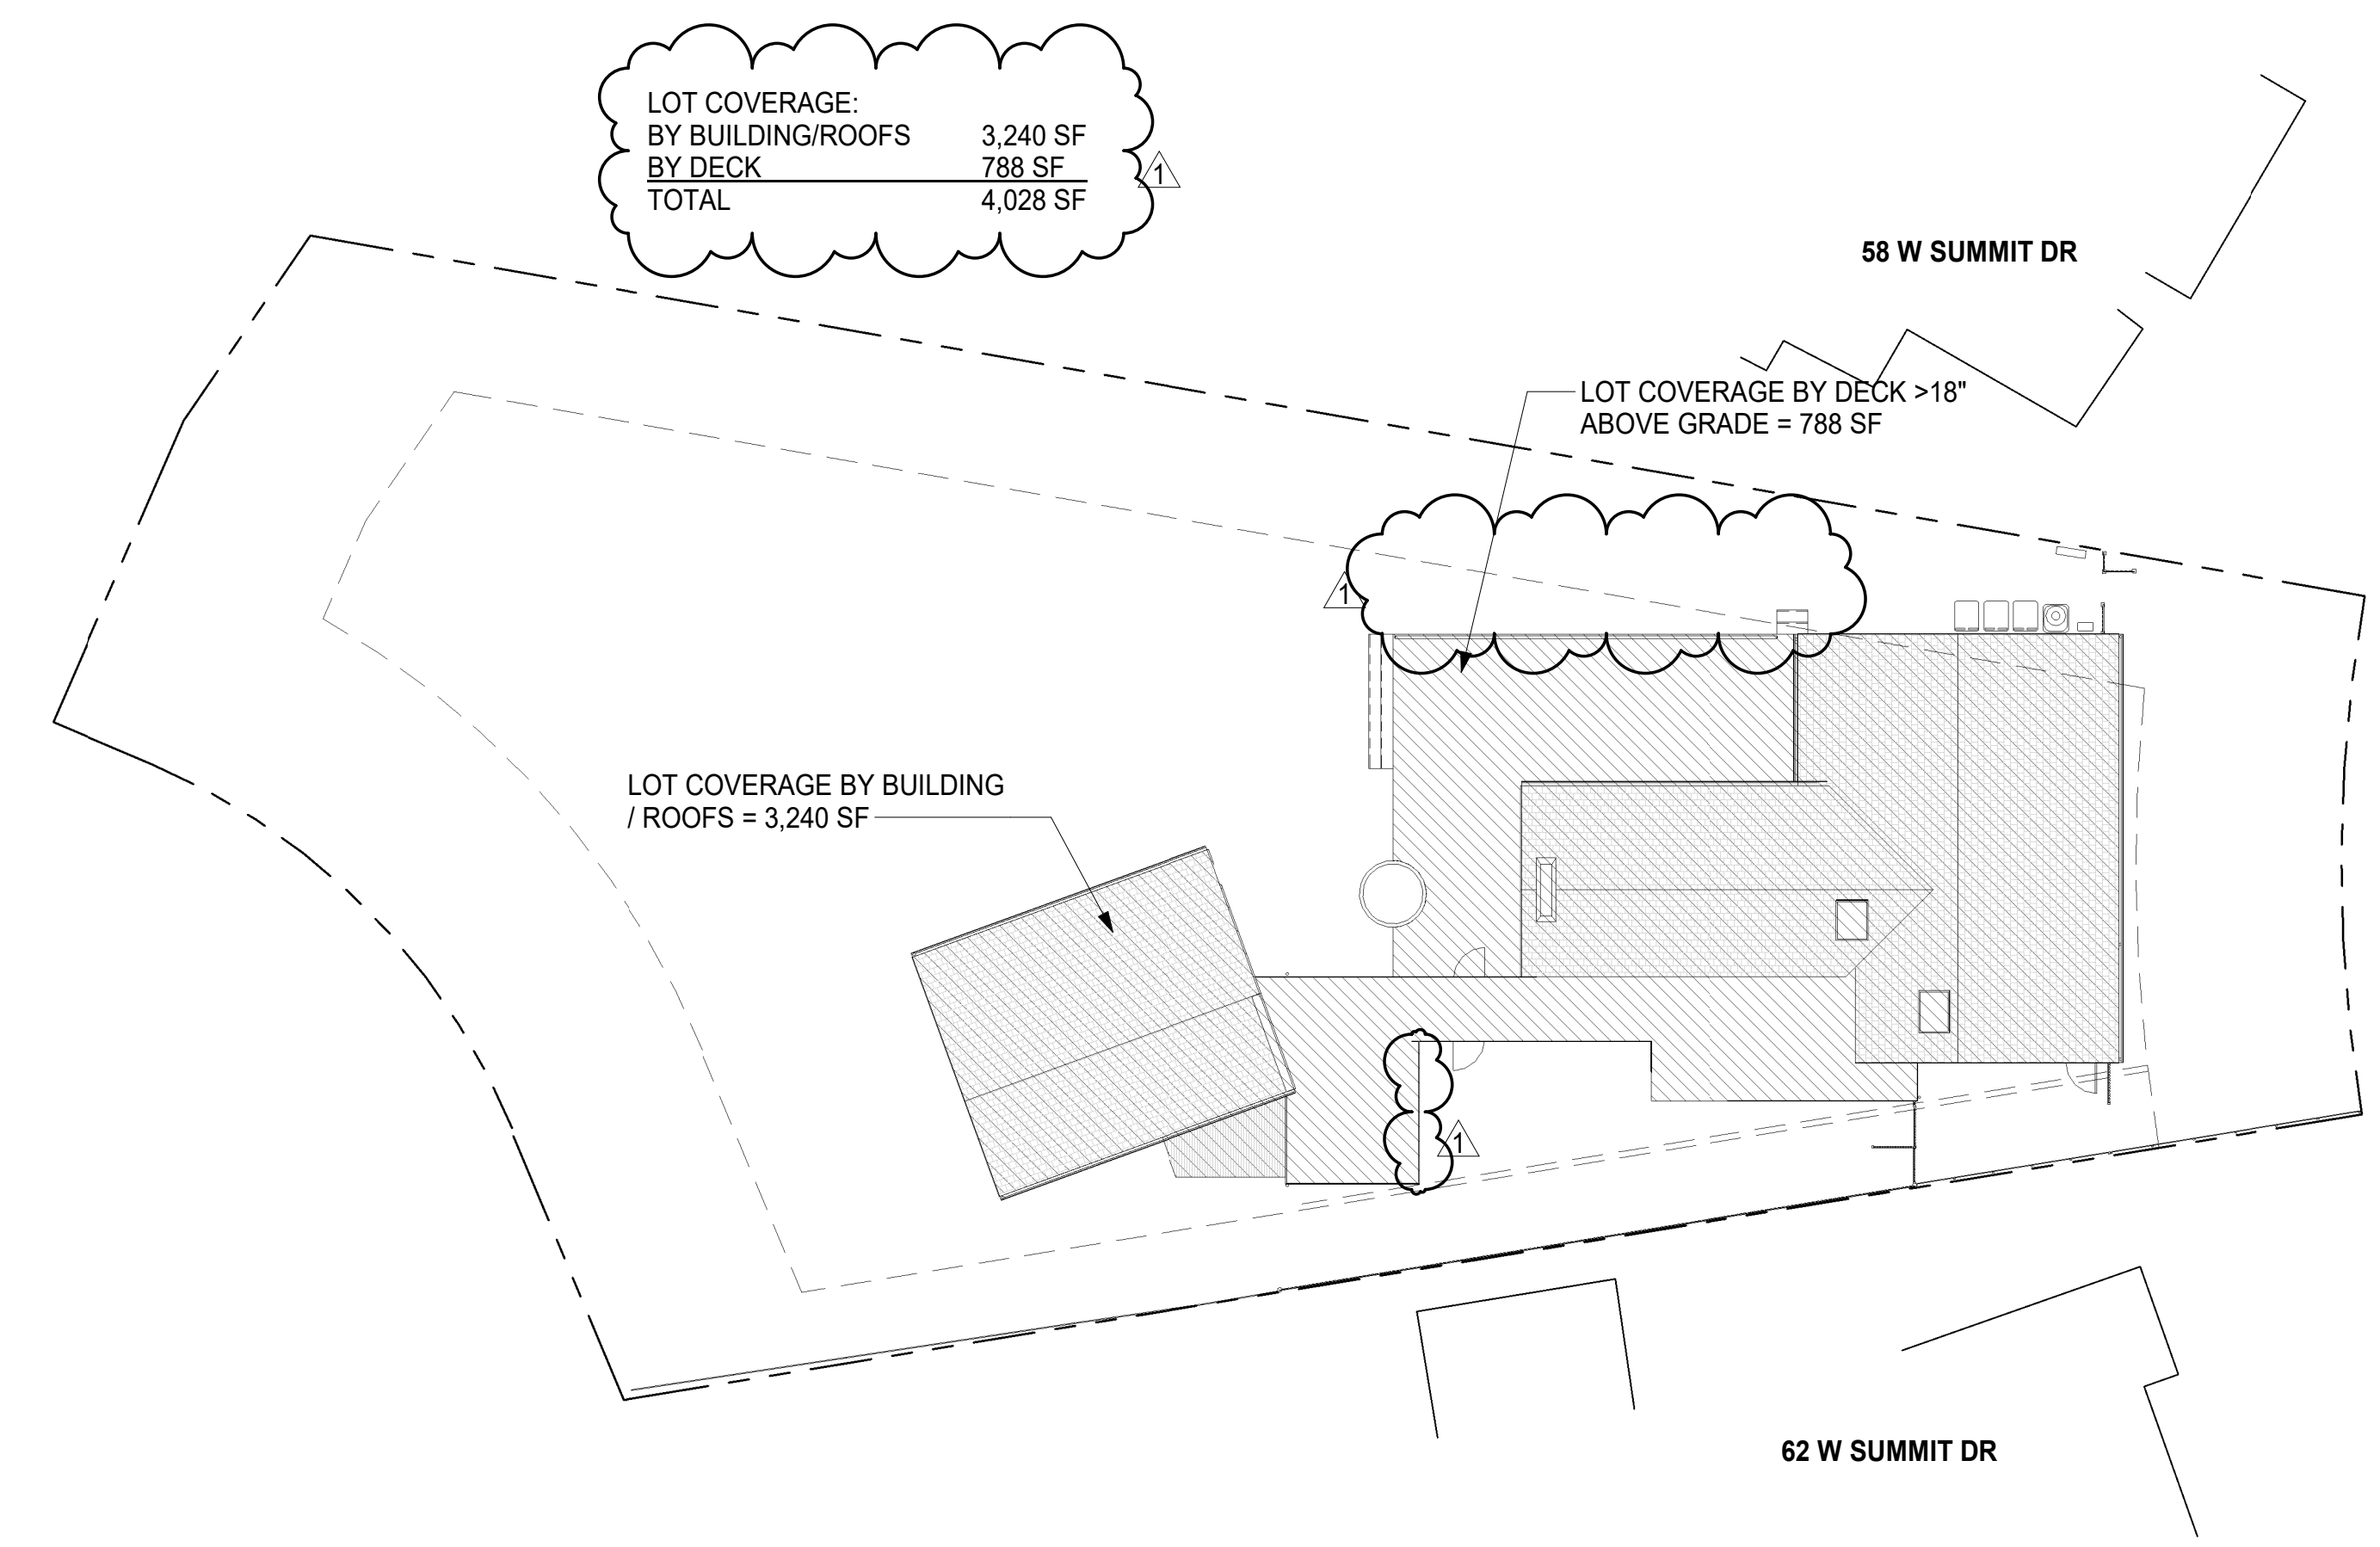 LOT COVERAGE:
BY BUILDING/ROOFS 3,240 SF
BY DECK 788 SF
TOTAL 4,028 SF
1
58 W SUMMIT DR
LOT COVERAGE BY DECK >18"
ABOVE GRADE = 788 SF
1
LOT COVERAGE BY BUILDING
/ ROOFS = 3,240 SF
1
62 W SUMMIT DR